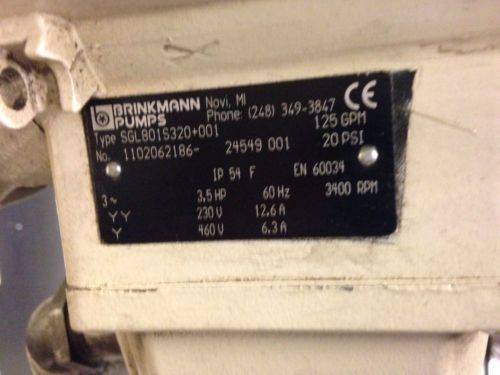 BRINKMANN PUMPS
Novi, MI
Phone: (248) 349-3847
CE
Type SGL801S320+001 125 GPM
No. 1102062186- 24549 001 20 PSI
IP 54 F EN 60034
3~ 3,5 HP 60 Hz 3400 RPM
YY 230 V 12,6 A
Y 460 V 6,3 A